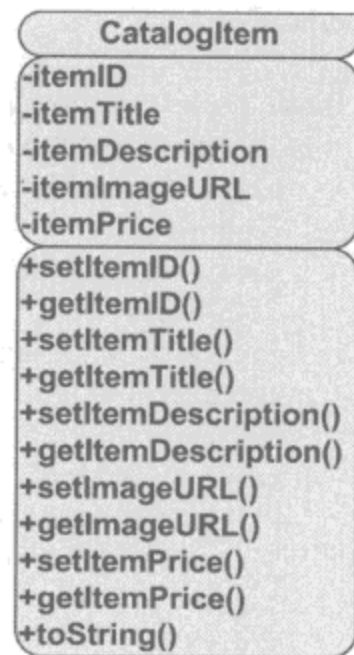 CatalogItem
-itemID
-itemTitle
-itemDescription
-itemImageURL
-itemPrice
+setItemID()
+getItemID()
+setItemTitle()
+getItemTitle()
+setItemDescription()
+getItemDescription()
+setImageURL()
+getImageURL()
+setItemPrice()
+getItemPrice()
+toString()